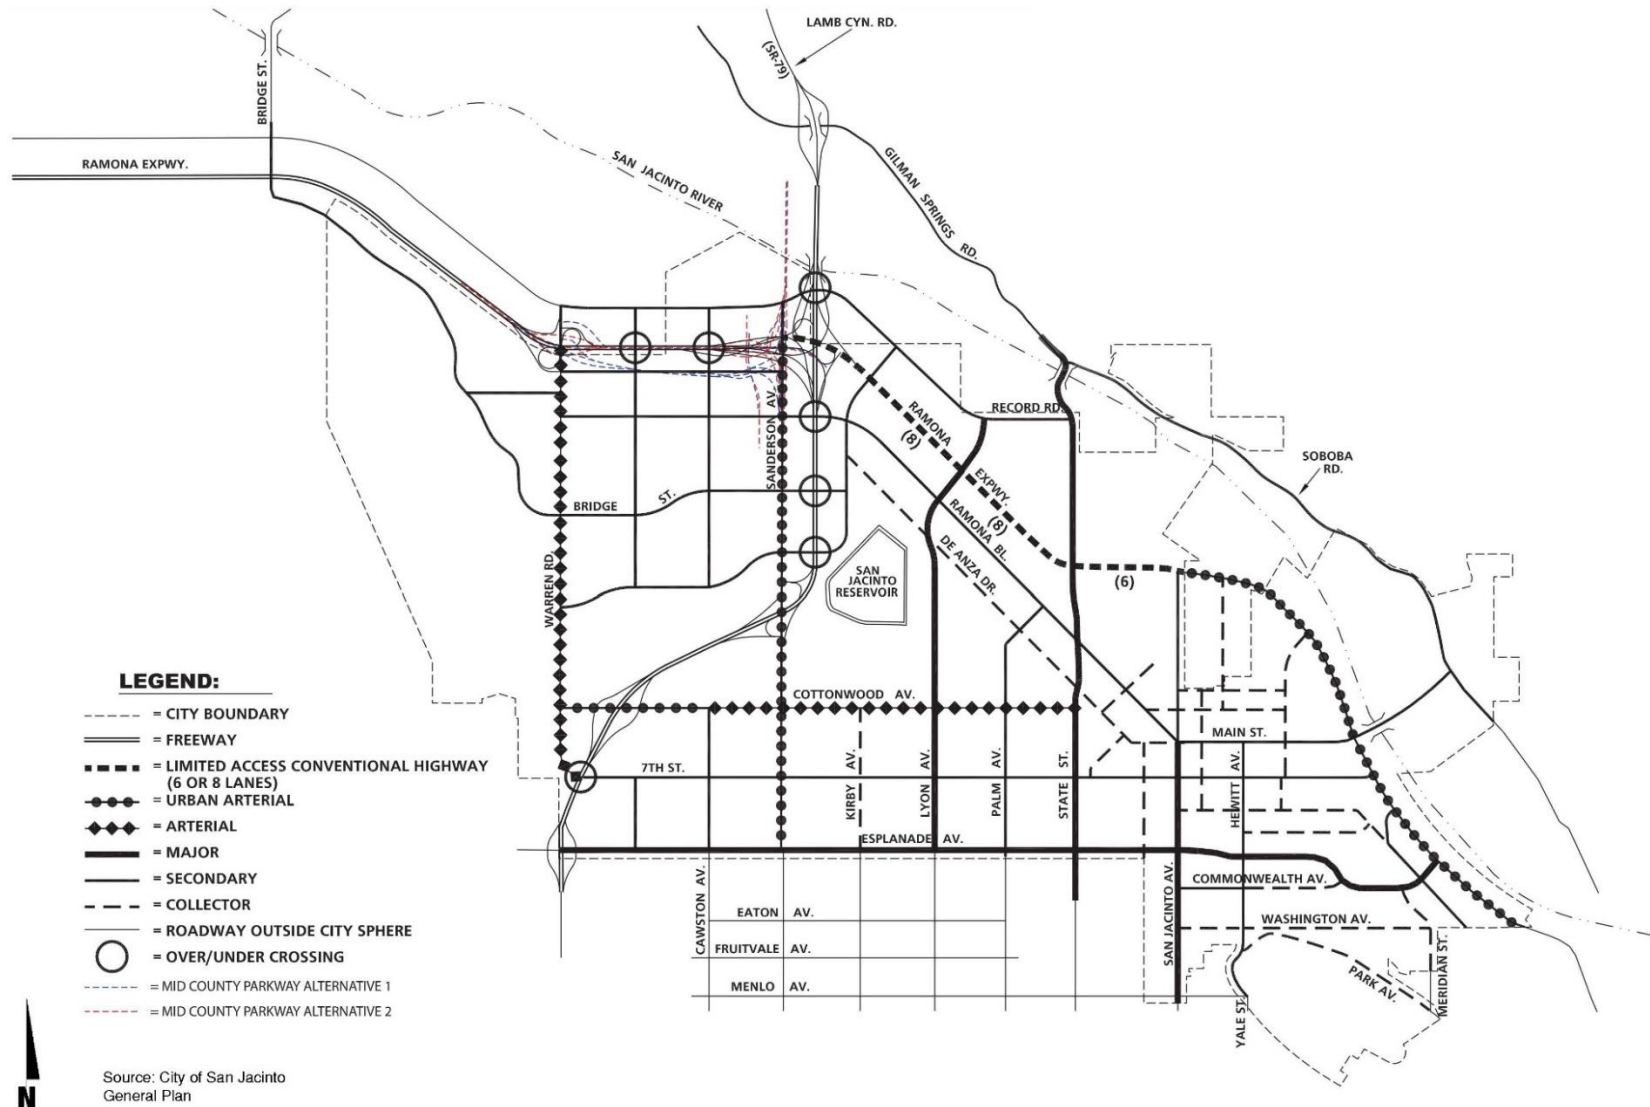 LAMB CYN. RD.
(SR-79)
BRIDGE ST.
RAMONA EXPWY.
SAN JACINTO RIVER
GILMAN SPRINGS RD.
RECORD RD.
RAMONA
(8)
EXPWY.
(8)
SANDERSON AV.
SOBOBA
RD.
BRIDGE ST.
RAMONA BL.
DE ANZA DR.
SAN
JACINTO
RESERVOIR
(6)
WARREN RD.
COTTONWOOD AV.
MAIN ST.
7TH ST.
KIRBY AV.
LYON AV.
PALM AV.
STATE ST.
HEWITT AV.
ESPLANADE AV.
COMMONWEALTH AV.
CAWSTON AV.
EATON AV.
SAN JACINTO AV.
WASHINGTON AV.
FRUITVALE AV.
MENLO AV.
PARK AV.
MERIDIAN ST.
YALE ST.
LEGEND:
= CITY BOUNDARY
= FREEWAY
= LIMITED ACCESS CONVENTIONAL HIGHWAY
(6 OR 8 LANES)
= URBAN ARTERIAL
= ARTERIAL
= MAJOR
= SECONDARY
= COLLECTOR
= ROADWAY OUTSIDE CITY SPHERE
= OVER/UNDER CROSSING
= MID COUNTY PARKWAY ALTERNATIVE 1
= MID COUNTY PARKWAY ALTERNATIVE 2
N
Source: City of San Jacinto
General Plan